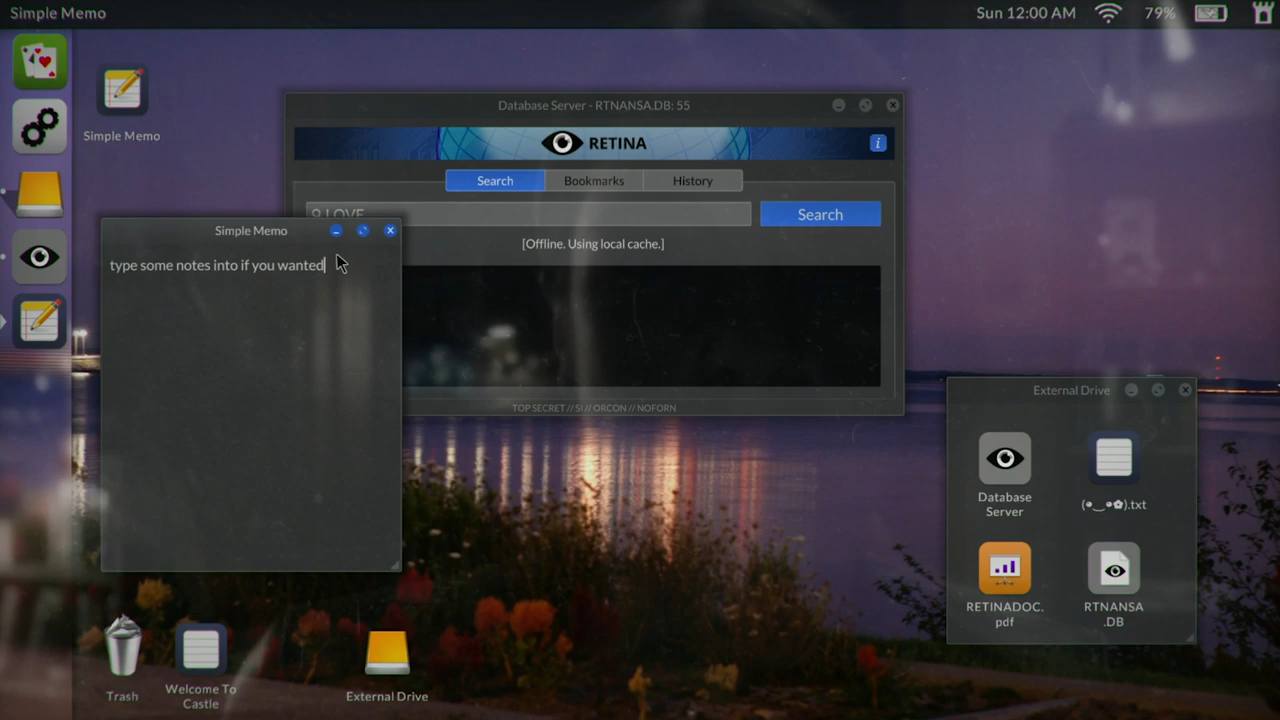 Simple Memo
Sun 12:00 AM
79%
Simple Memo
Database Server - RTNANSA.DB: 55
RETINA
i
Search
Bookmarks
History
LOVE
Search
[Offline. Using local cache.]
TOP SECRET // SI // ORCON // NOFORN
Simple Memo
type some notes into if you wanted
External Drive
Database
Server
(•‿•✿).txt
RETINADOC.
pdf
RTNANSA
.DB
Trash
Welcome To
Castle
External Drive